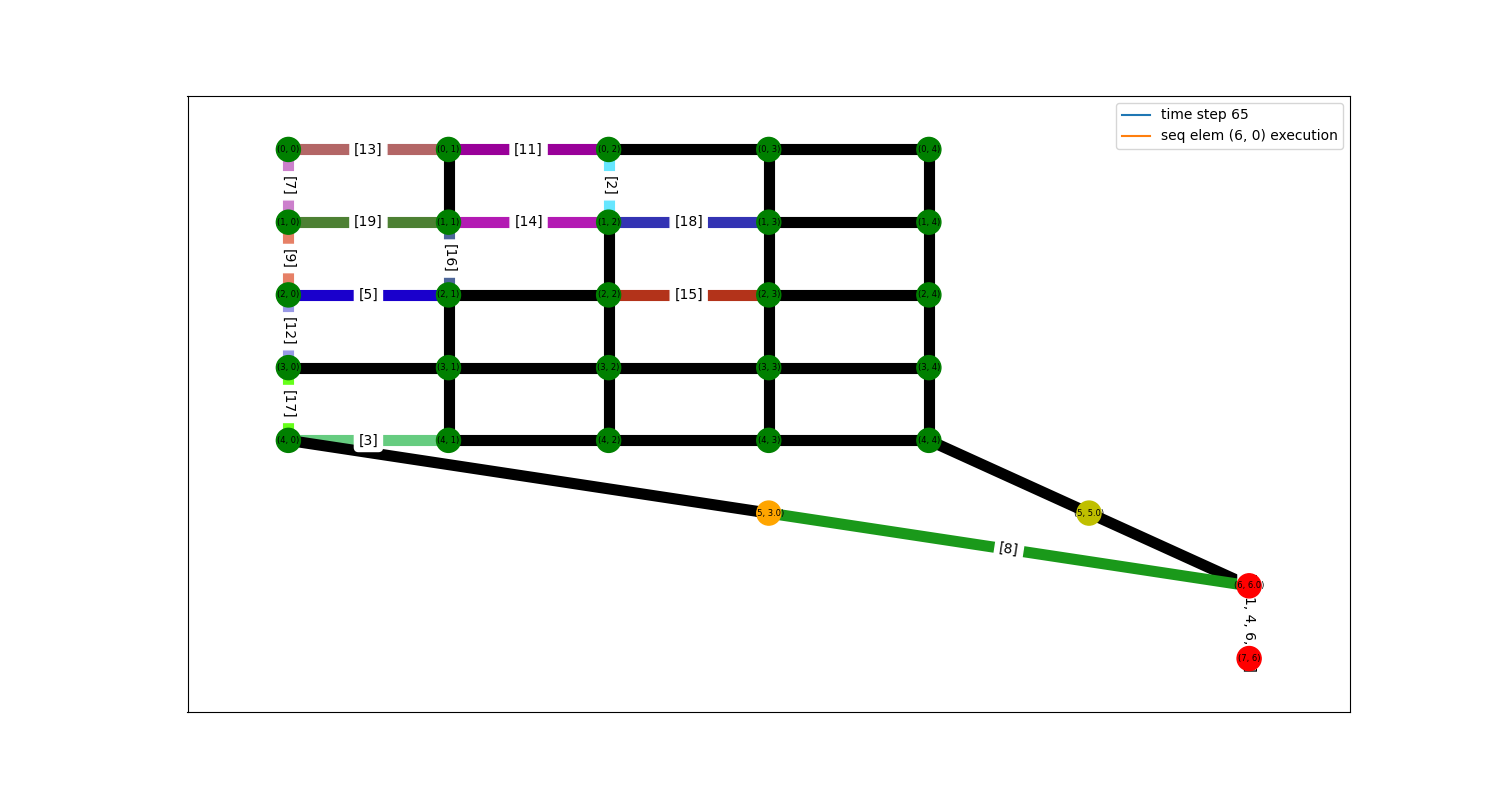 time step 65
seq elem (6, 0) execution
(0, 0) [13] (0, 1) [11] (0, 2) (0, 3) (0, 4)
[7] [2]
(1, 0) [19] (1, 1) [14] (1, 2) [18] (1, 3) (1, 4)
[9] [16]
(2, 0) [5] (2, 1) (2, 2) [15] (2, 3) (2, 4)
[12]
(3, 0) (3, 1) (3, 2) (3, 3) (3, 4)
[17]
(4, 0) [3] (4, 1) (4, 2) (4, 3) (4, 4)
(5, 3.0) (5, 5.0)
[8]
(6, 6.0)
1, 4, 6,
(7, 6)